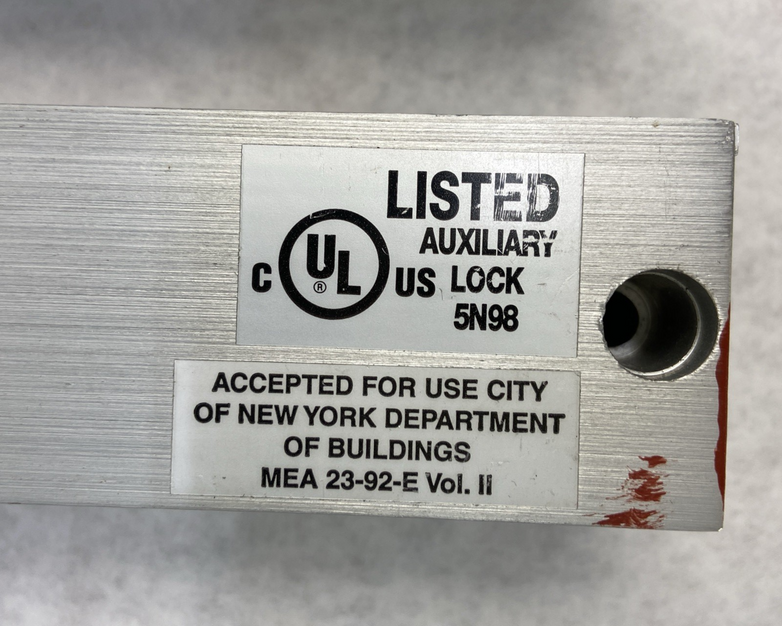 LISTED
AUXILIARY
C UL ® US LOCK
5N98
ACCEPTED FOR USE CITY
OF NEW YORK DEPARTMENT
OF BUILDINGS
MEA 23-92-E Vol. II